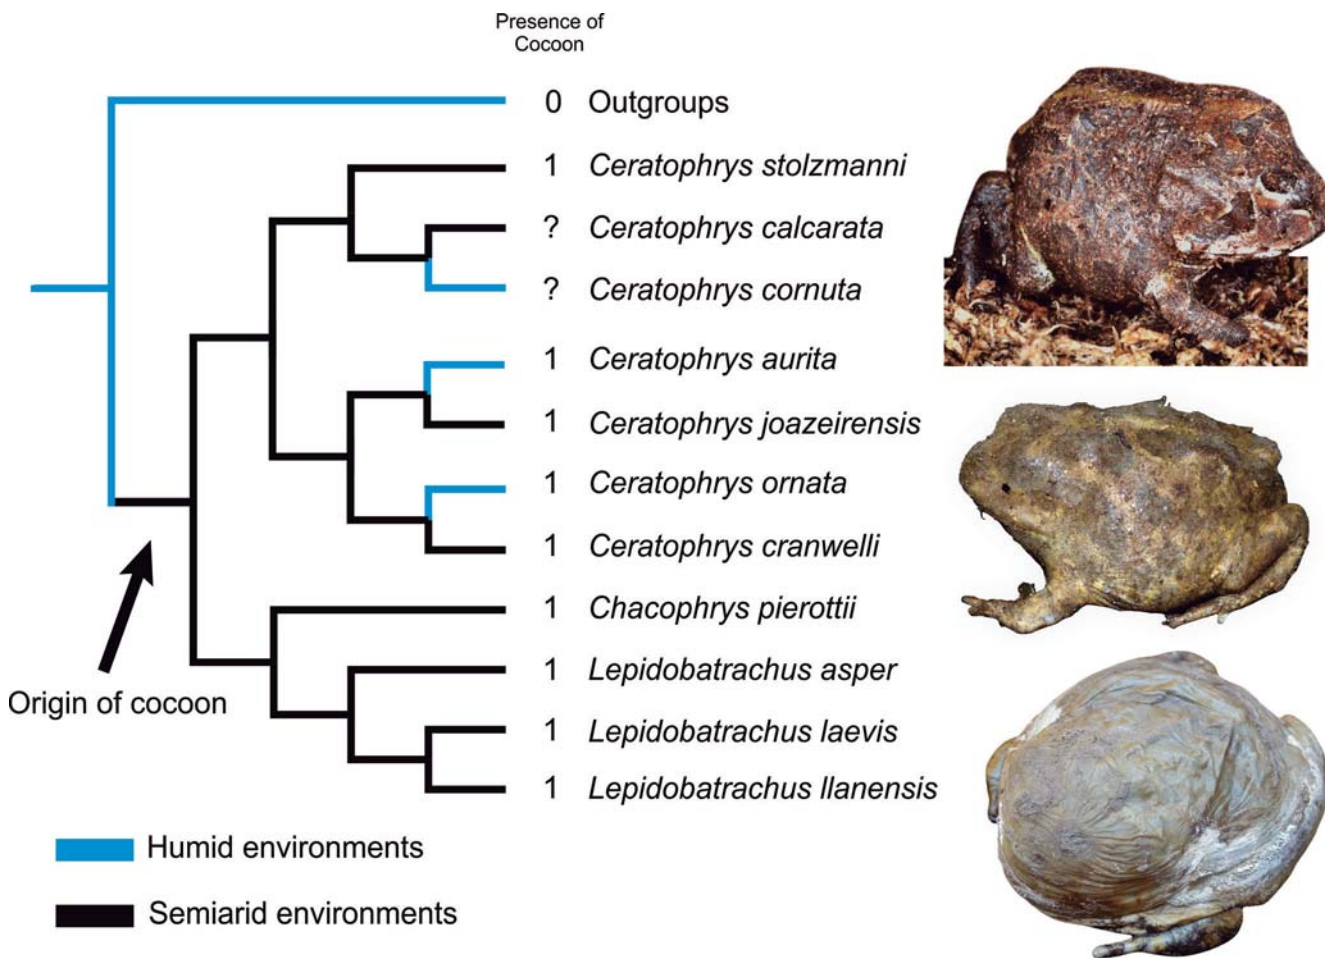 Presence of
Cocoon
0 Outgroups
1 Ceratophrys stolzmanni
? Ceratophrys calcarata
? Ceratophrys cornuta
1 Ceratophrys aurita
1 Ceratophrys joazeirensis
1 Ceratophrys ornata
1 Ceratophrys cranwelli
1 Chacophrys pierottii
1 Lepidobatrachus asper
1 Lepidobatrachus laevis
1 Lepidobatrachus llanensis
Origin of cocoon
Humid environments
Semiarid environments